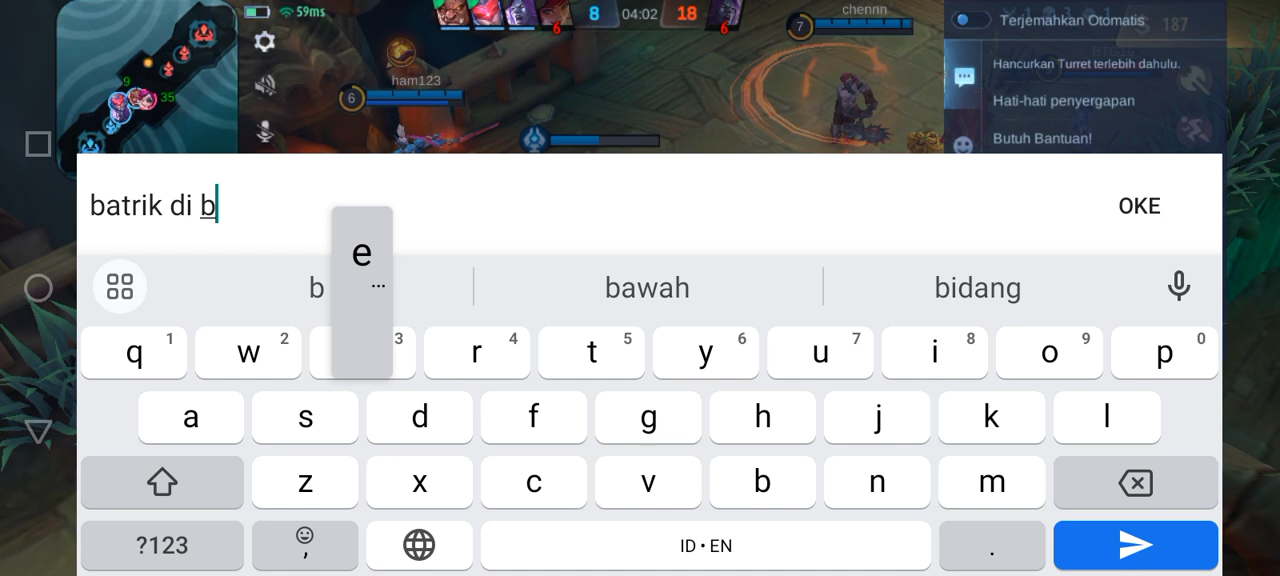 59ms
8 04:02 18
6
6
chennn
7
Terjemahkan Otomatis
187
Hancurkan Turret terlebih dahulu.
ham123
6
9
35
Hati-hati penyergapan
Butuh Bantuan!
batrik di b
OKE
e
...
b bawah bidang
q 1 w 2 3 r 4 t 5 y 6 u 7 i 8 o 9 p 0
a s d f g h j k l
z x c v b n m
?123 , ID • EN .